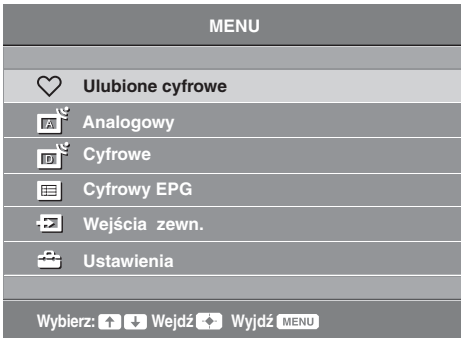 MENU
Ulubione cyfrowe
A Analogowy
D Cyfrowe
Cyfrowy EPG
Wejścia zewn.
Ustawienia
Wybierz: ↑ ↓ Wejdź Wyjdź MENU